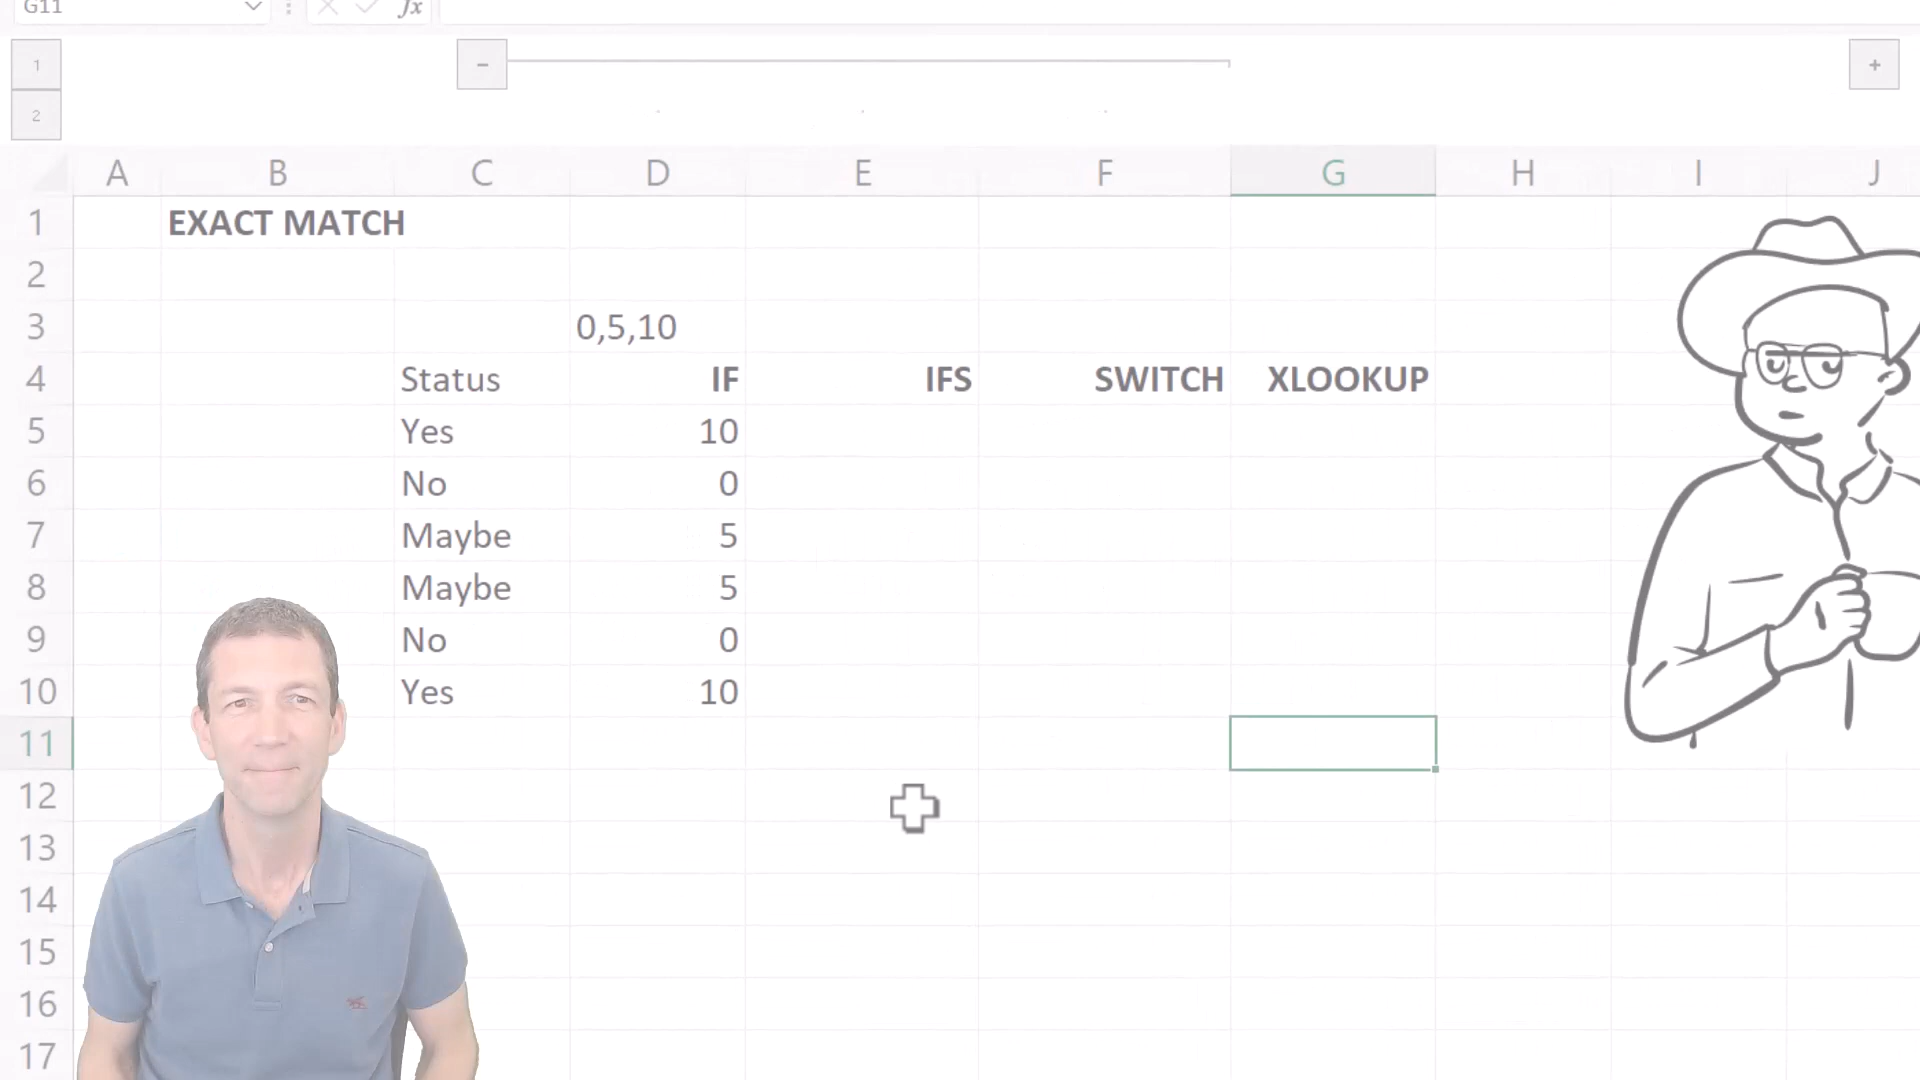 G11 fx
1
2
A B C D E F G H I J
1 EXACT MATCH
2
3 0,5,10
4 Status IF IFS SWITCH XLOOKUP
5 Yes 10
6 No 0
7 Maybe 5
8 Maybe 5
9 No 0
10 Yes 10
11
12
13
14
15
16
17